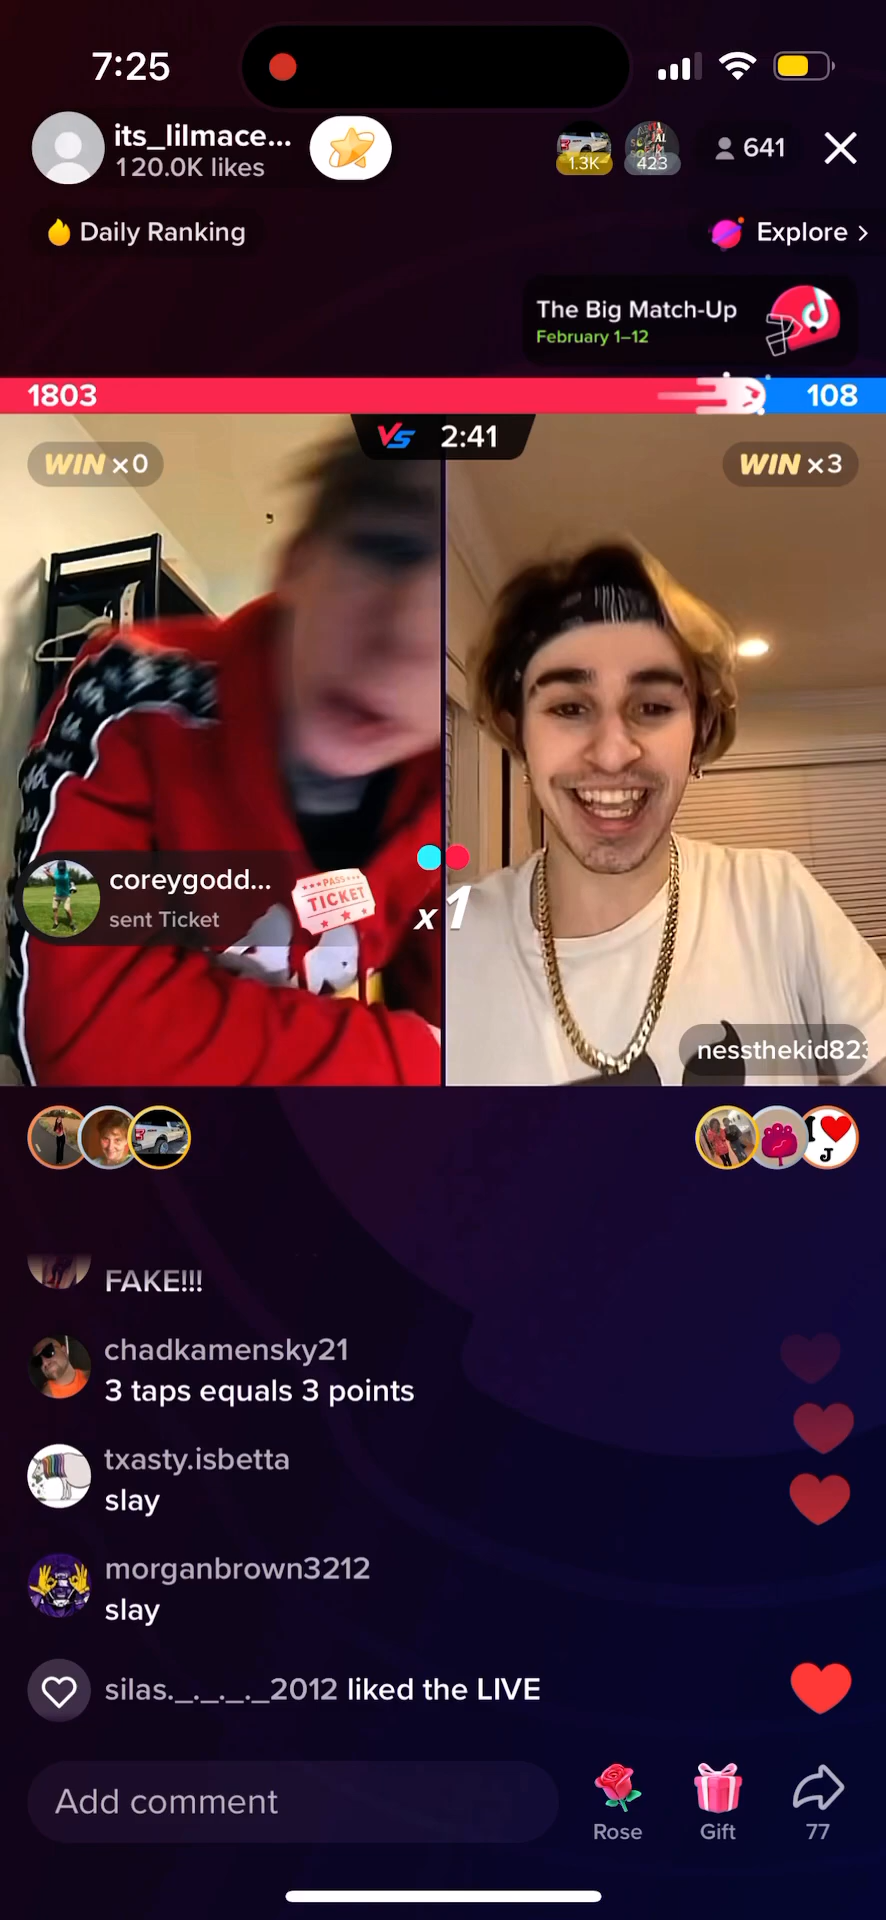 7:25
its_lilmace...
120.0K likes
1.3K
423
641
Daily Ranking
Explore >
The Big Match-Up
February 1–12
1803
108
VS 2:41
WIN x0
WIN x3
coreygodd...
sent Ticket
PASS
TICKET
x1
nessthekid823
I
J
FAKE!!!
chadkamensky21
3 taps equals 3 points
txasty.isbetta
slay
morganbrown3212
slay
silas._._._._2012 liked the LIVE
Add comment
Rose
Gift
77